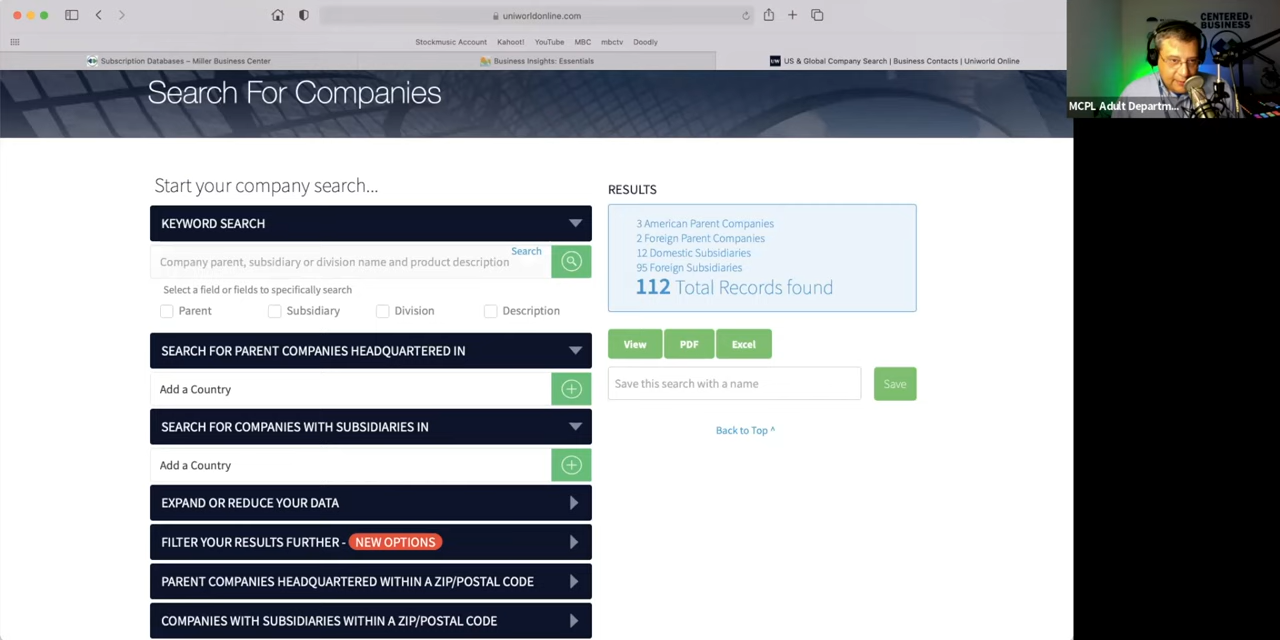 uniworldonline.com
Stockmusic Account Kahoot! YouTube MBC mbctv Doodly
Subscription Databases – Miller Business Center
Business Insights: Essentials
UW US & Global Company Search | Business Contacts | Uniworld Online
CENTERED:
BUSINESS
MCPL Adult Departm...
Search For Companies
Start your company search...
KEYWORD SEARCH
Search
Company parent, subsidiary or division name and product description
Select a field or fields to specifically search
Parent Subsidiary Division Description
SEARCH FOR PARENT COMPANIES HEADQUARTERED IN
Add a Country
SEARCH FOR COMPANIES WITH SUBSIDIARIES IN
Add a Country
EXPAND OR REDUCE YOUR DATA
FILTER YOUR RESULTS FURTHER - NEW OPTIONS
PARENT COMPANIES HEADQUARTERED WITHIN A ZIP/POSTAL CODE
COMPANIES WITH SUBSIDIARIES WITHIN A ZIP/POSTAL CODE
RESULTS
3 American Parent Companies
2 Foreign Parent Companies
12 Domestic Subsidiaries
95 Foreign Subsidiaries
112 Total Records found
View PDF Excel
Save this search with a name
Save
Back to Top ^